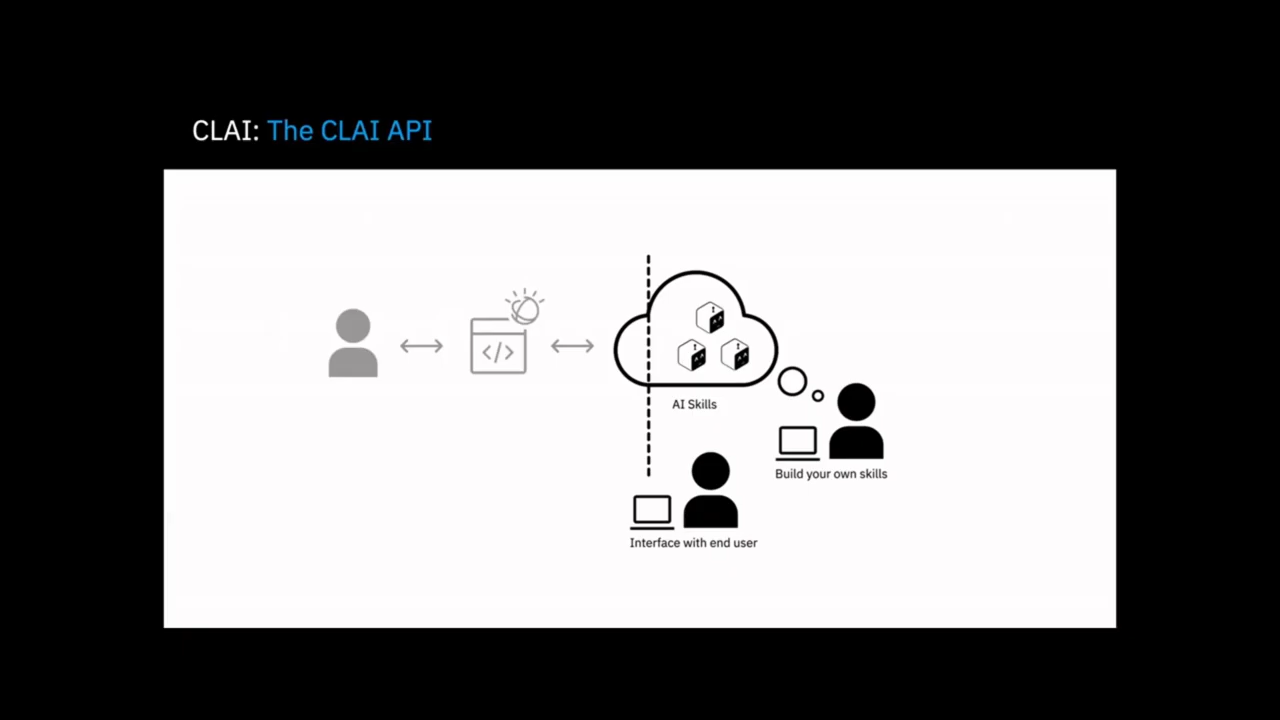 CLAI: The CLAI API
</>
AI Skills
Build your own skills
Interface with end user